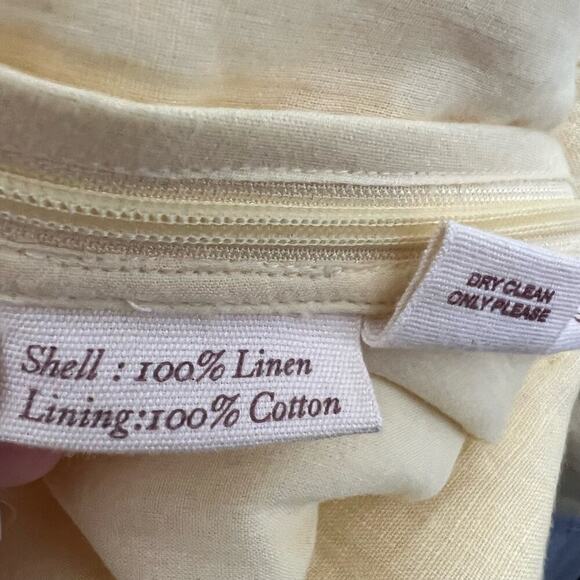 Shell : 100% Linen
Lining:100% Cotton
DRY CLEAN
ONLY PLEASE